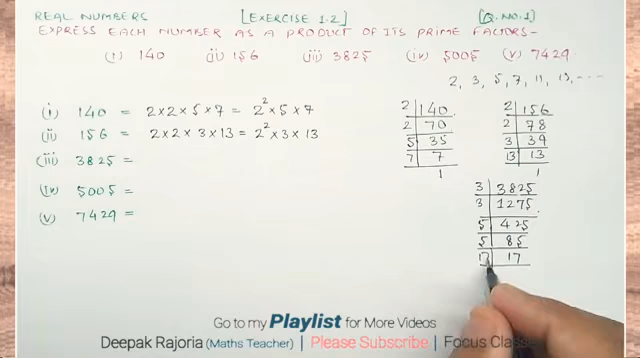 REAL NUMBERS [EXERCISE 1.2] (Q.NO.1)
EXPRESS EACH NUMBER AS A PRODUCT OF ITS PRIME FACTORS-
(i) 140 (ii) 156 (iii) 3825 (iv) 5005 (v) 7429
2, 3, 5, 7, 11, 13, ----
(i) 140 = 2×2×5×7 = 2²×5×7
(ii) 156 = 2×2×3×13 = 2²×3×13
(iii) 3825 =
(iv) 5005 =
(v) 7429 =
2 140
2 70
5 35
7 7
1
2 156
2 78
3 39
13 13
1
3 3825
3 1275
5 425
5 85
17 17
Go to my Playlist for More Videos
Deepak Rajoria (Maths Teacher) | Please Subscribe | Focus Classes